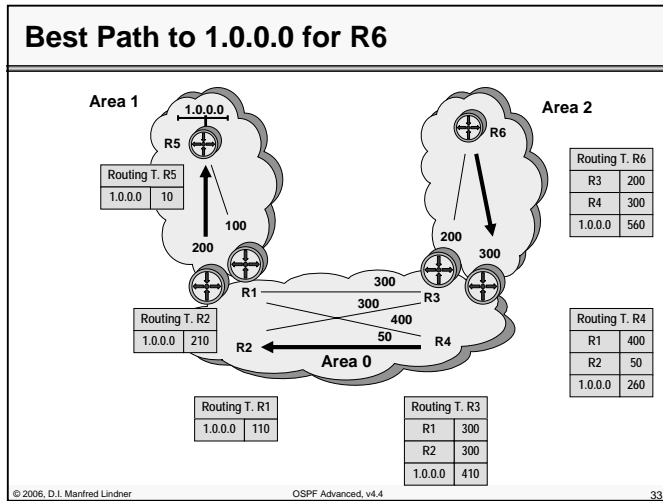 Best Path to 1.0.0.0 for R6
Area 1
Area 2
1.0.0.0
R5
R6
Routing T. R5
1.0.0.0 10
Routing T. R6
R3 200
R4 300
1.0.0.0 560
100
200
200
300
R1
300
R3
300
400
50
R2
R4
Area 0
Routing T. R2
1.0.0.0 210
Routing T. R4
R1 400
R2 50
1.0.0.0 260
Routing T. R1
1.0.0.0 110
Routing T. R3
R1 300
R2 300
1.0.0.0 410
© 2006, D.I. Manfred Lindner
OSPF Advanced, v4.4
33